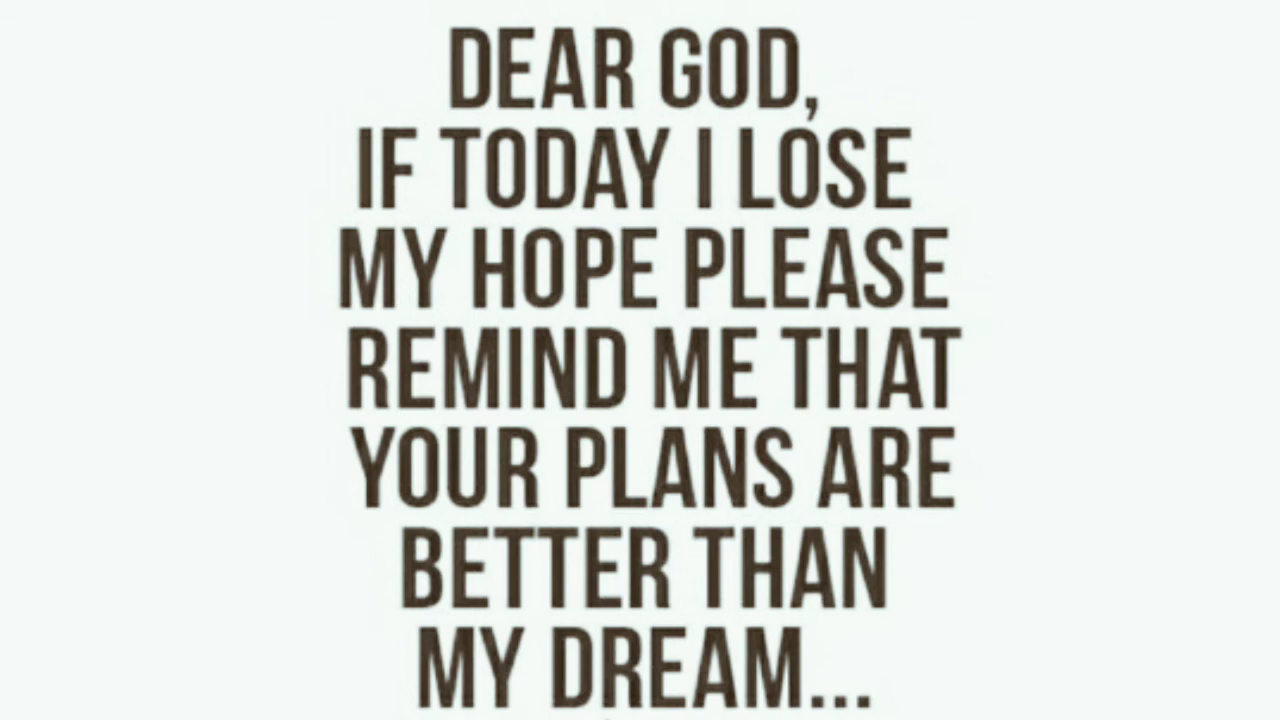 DEAR GOD,
IF TODAY I LOSE
MY HOPE PLEASE
REMIND ME THAT
YOUR PLANS ARE
BETTER THAN
MY DREAM...